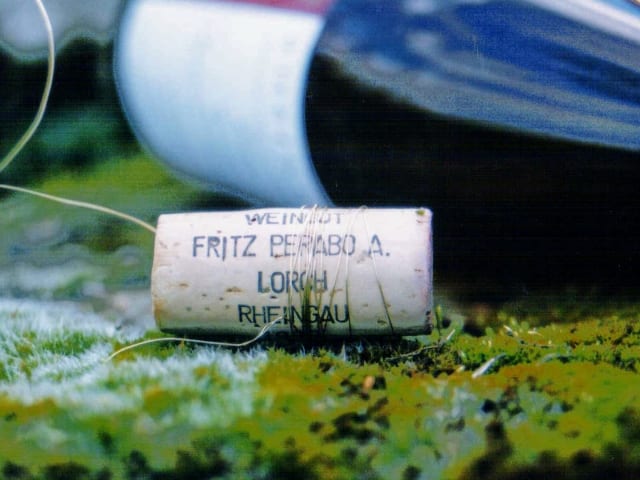 WEINGUT
FRITZ PERABO A.
LORCH
RHEINGAU